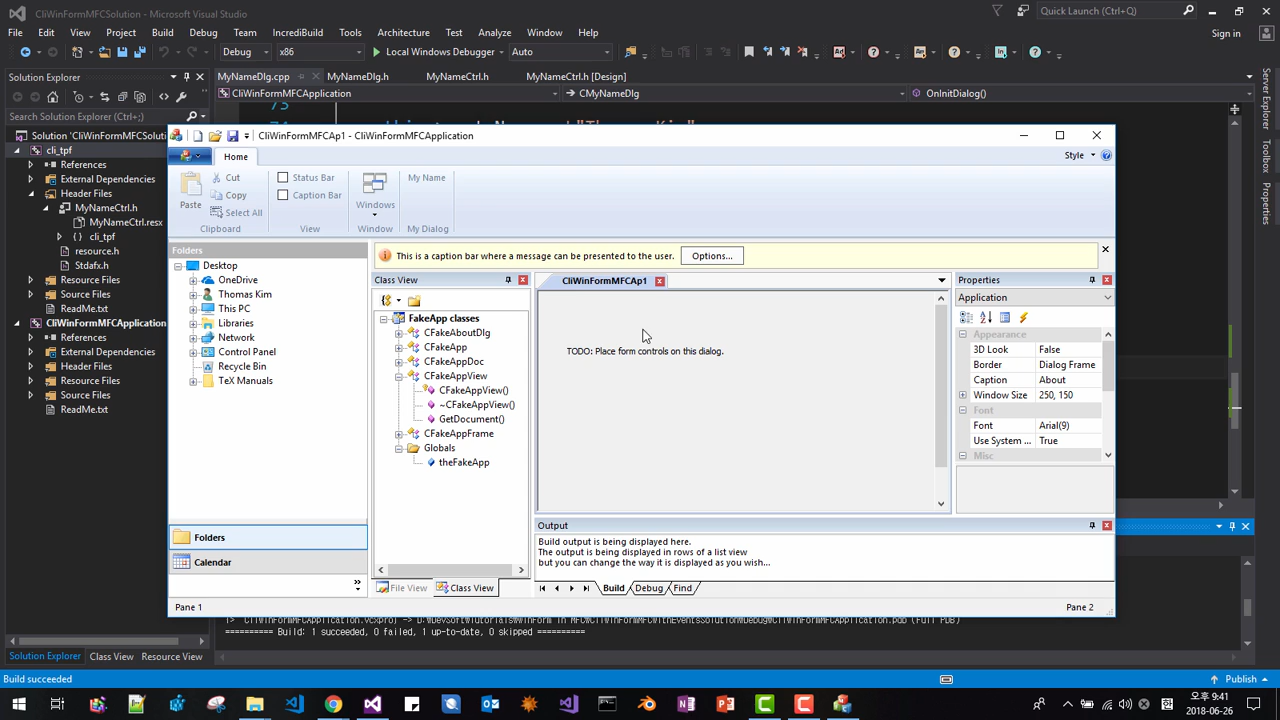 CliWinFormMFCSolution - Microsoft Visual Studio
Quick Launch (Ctrl+Q)
File Edit View Project Build Debug Team IncrediBuild Tools Architecture Test Analyze Window Help
Sign in
Debug x86 Local Windows Debugger Auto
Solution Explorer
MyNameDlg.cpp MyNameDlg.h MyNameCtrl.h MyNameCtrl.h [Design]
CliWinFormMFCApplication CMyNameDlg OnInitDialog()
Search Solution Explorer (Ctrl+;)
73
Solution 'CliWinFormMFCSoluti
cli_tpf
References
External Dependencies
Header Files
MyNameCtrl.h
MyNameCtrl.resx
cli_tpf
resource.h
Stdafx.h
Resource Files
Source Files
ReadMe.txt
CliWinFormMFCApplication
References
External Dependencies
Header Files
Resource Files
Source Files
ReadMe.txt
CliWinFormMFCAp1 - CliWinFormMFCApplication
Home
Style
Paste
Cut
Copy
Select All
Clipboard
Status Bar
Caption Bar
View
Windows
Window
My Name
My Dialog
Folders
Desktop
OneDrive
Thomas Kim
This PC
Libraries
Network
Control Panel
Recycle Bin
TeX Manuals
Folders
Calendar
This is a caption bar where a message can be presented to the user. Options...
Class View
FakeApp classes
CFakeAboutDlg
CFakeApp
CFakeAppDoc
CFakeAppView
CFakeAppView()
~CFakeAppView()
GetDocument()
CFakeAppFrame
Globals
theFakeApp
File View Class View
CliWinFormMFCAp1
TODO: Place form controls on this dialog.
Properties
Application
Appearance
3D Look False
Border Dialog Frame
Caption About
Window Size 250, 150
Font
Font Arial(9)
Use System ... True
Misc
Output
Build output is being displayed here.
The output is being displayed in rows of a list view
but you can change the way it is displayed as you wish...
Build Debug Find
Pane 1 Pane 2
========== Build: 1 succeeded, 0 failed, 1 up-to-date, 0 skipped ==========
Solution Explorer Class View Resource View
Server Explorer
Toolbox
Properties
Build succeeded
Publish
오후 9:41
2018-06-26